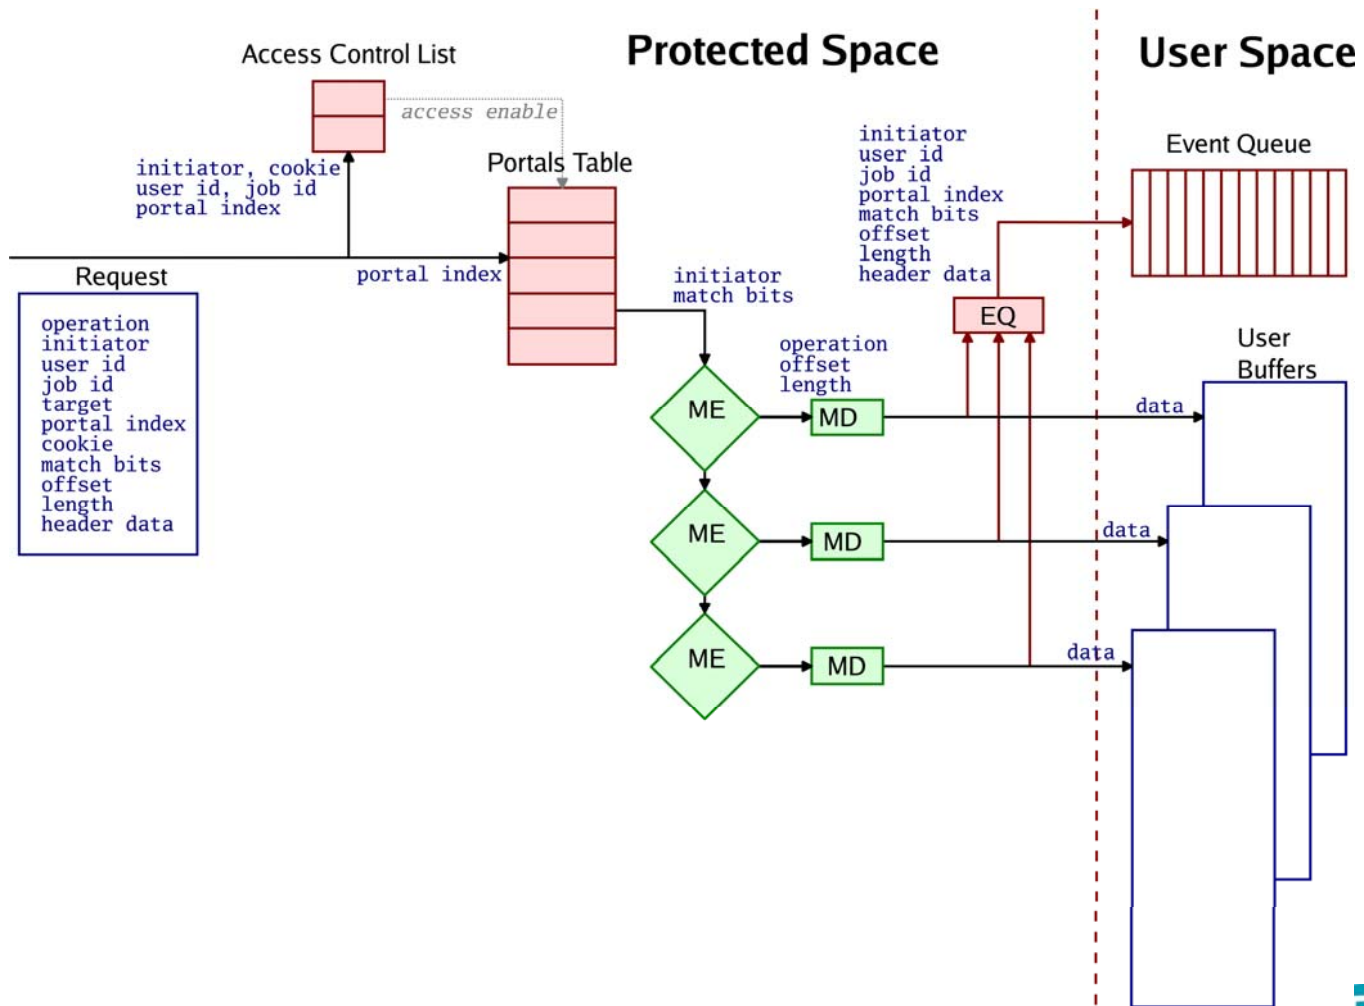 Protected Space
User Space
Access Control List
access enable
initiator, cookie
user id, job id
portal index
Portals Table
portal index
Request
operation
initiator
user id
job id
target
portal index
cookie
match bits
offset
length
header data
initiator
match bits
ME
ME
ME
operation
offset
length
MD
MD
MD
initiator
user id
job id
portal index
match bits
offset
length
header data
EQ
Event Queue
User
Buffers
data
data
data